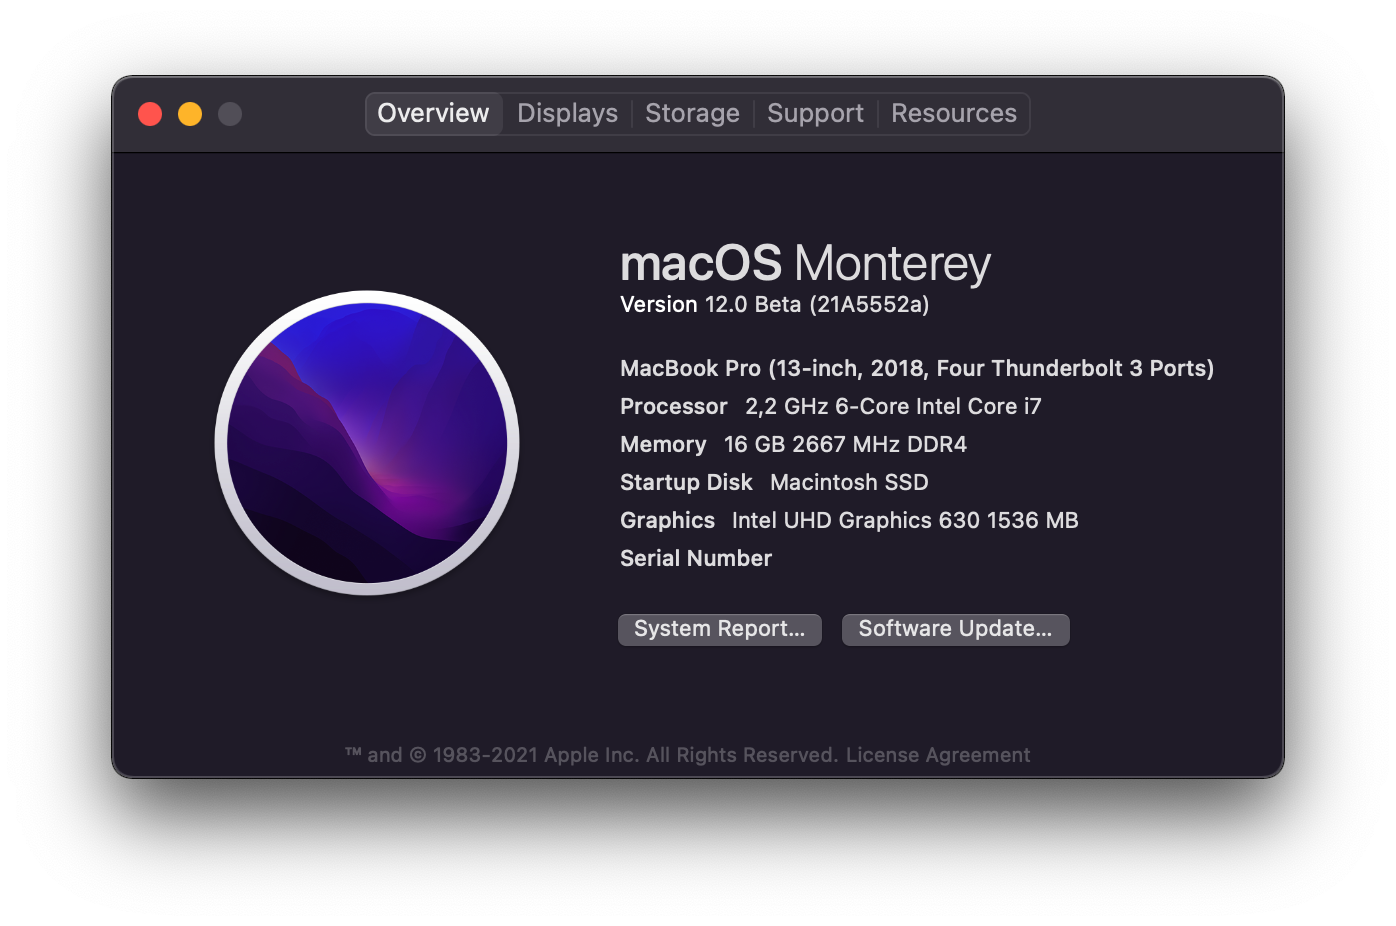 Overview Displays Storage Support Resources
macOS Monterey
Version 12.0 Beta (21A5552a)
MacBook Pro (13-inch, 2018, Four Thunderbolt 3 Ports)
Processor 2,2 GHz 6-Core Intel Core i7
Memory 16 GB 2667 MHz DDR4
Startup Disk Macintosh SSD
Graphics Intel UHD Graphics 630 1536 MB
Serial Number
System Report... Software Update...
™ and © 1983-2021 Apple Inc. All Rights Reserved. License Agreement